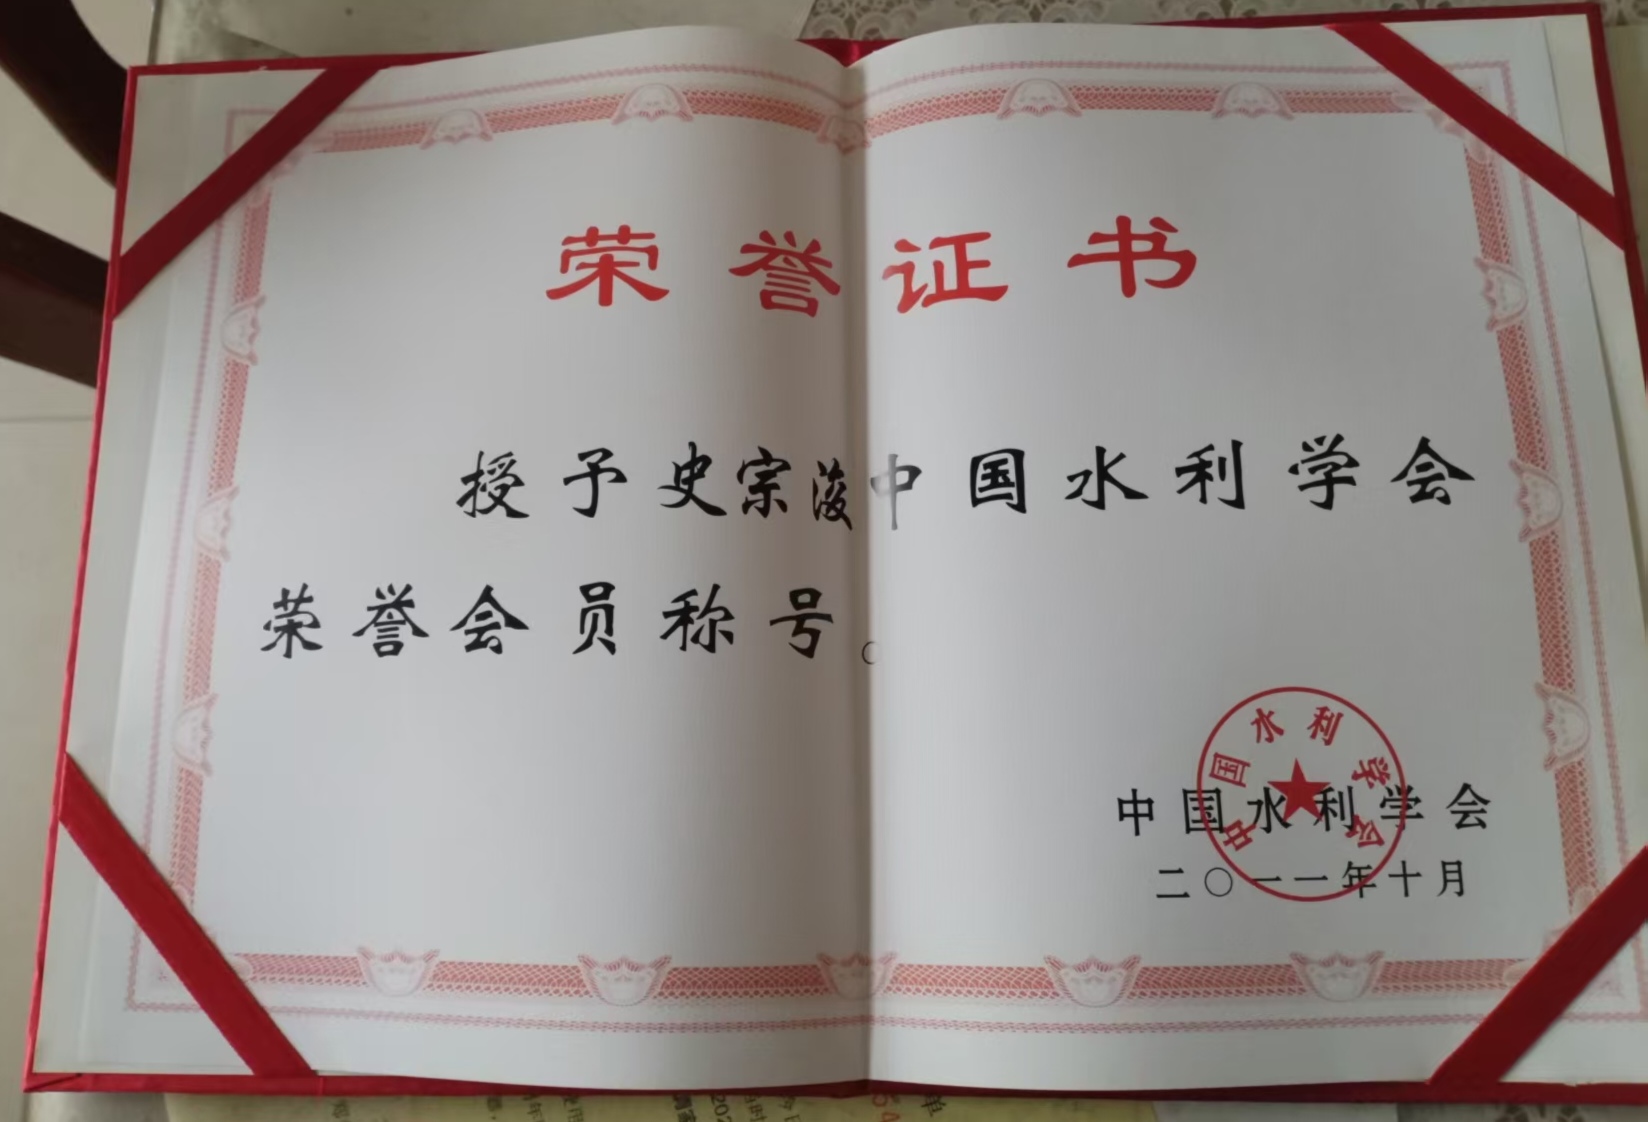 荣誉证书
授予史宗浚中国水利学会
荣誉会员称号。
中国水利学会
中国水利学会
二〇一一年十月